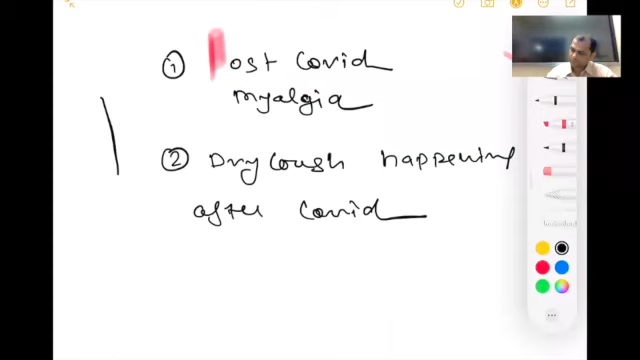 ① Post Covid
myalgia
② Dry Cough happening
after Covid